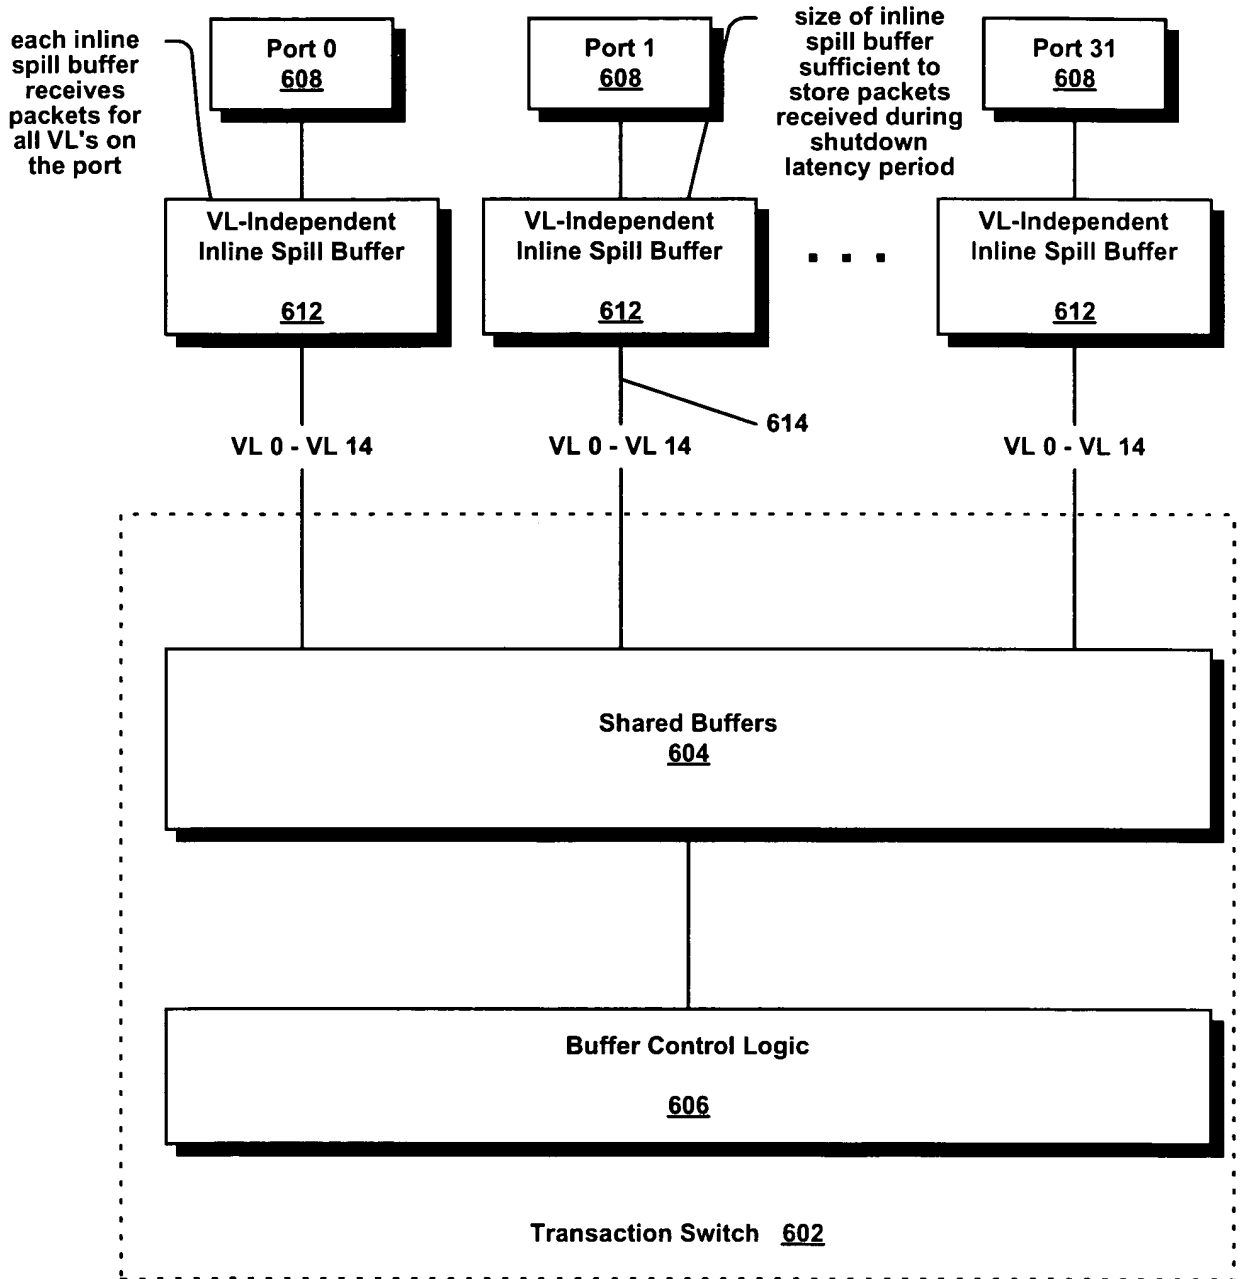 each inline
spill buffer
receives
packets for
all VL's on
the port
Port 0
608
Port 1
608
size of inline
spill buffer
sufficient to
store packets
received during
shutdown
latency period
Port 31
608
VL-Independent
Inline Spill Buffer
612
VL-Independent
Inline Spill Buffer
612
. . .
VL-Independent
Inline Spill Buffer
612
614
VL 0 - VL 14
VL 0 - VL 14
VL 0 - VL 14
Shared Buffers
604
Buffer Control Logic
606
Transaction Switch 602